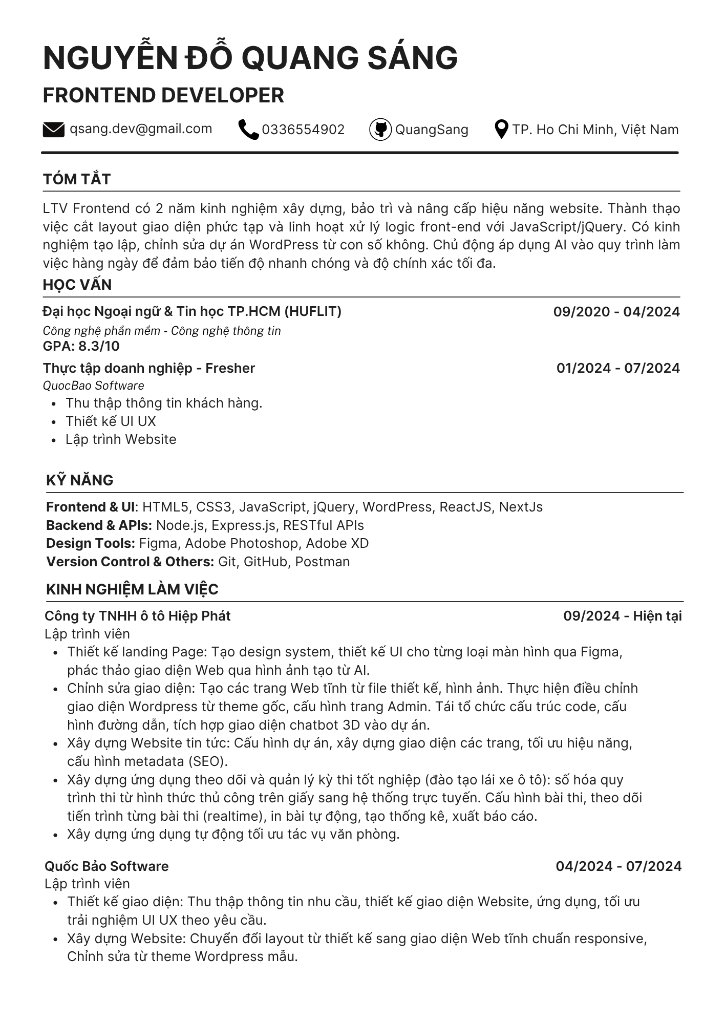 NGUYỄN ĐỖ QUANG SÁNG
FRONTEND DEVELOPER
qsang.dev@gmail.com 0336554902 QuangSang TP. Ho Chi Minh, Việt Nam
TÓM TẮT
LTV Frontend có 2 năm kinh nghiệm xây dựng, bảo trì và nâng cấp hiệu năng website. Thành thạo
việc cắt layout giao diện phức tạp và linh hoạt xử lý logic front-end với JavaScript/jQuery. Có kinh
nghiệm tạo lập, chỉnh sửa dự án WordPress từ con số không. Chủ động áp dụng AI vào quy trình làm
việc hàng ngày để đảm bảo tiến độ nhanh chóng và độ chính xác tối đa.
HỌC VẤN
Đại học Ngoại ngữ & Tin học TP.HCM (HUFLIT) 09/2020 - 04/2024
Công nghệ phần mềm - Công nghệ thông tin
GPA: 8.3/10
Thực tập doanh nghiệp - Fresher 01/2024 - 07/2024
QuocBao Software
• Thu thập thông tin khách hàng.
• Thiết kế UI UX
• Lập trình Website
KỸ NĂNG
Frontend & UI: HTML5, CSS3, JavaScript, jQuery, WordPress, ReactJS, NextJs
Backend & APIs: Node.js, Express.js, RESTful APIs
Design Tools: Figma, Adobe Photoshop, Adobe XD
Version Control & Others: Git, GitHub, Postman
KINH NGHIỆM LÀM VIỆC
Công ty TNHH ô tô Hiệp Phát 09/2024 - Hiện tại
Lập trình viên
• Thiết kế landing Page: Tạo design system, thiết kế UI cho từng loại màn hình qua Figma,
phác thảo giao diện Web qua hình ảnh tạo từ AI.
• Chỉnh sửa giao diện: Tạo các trang Web tĩnh từ file thiết kế, hình ảnh. Thực hiện điều chỉnh
giao diện Wordpress từ theme gốc, cấu hình trang Admin. Tái tổ chức cấu trúc code, cấu
hình đường dẫn, tích hợp giao diện chatbot 3D vào dự án.
• Xây dựng Website tin tức: Cấu hình dự án, xây dựng giao diện các trang, tối ưu hiệu năng,
cấu hình metadata (SEO).
• Xây dựng ứng dụng theo dõi và quản lý kỳ thi tốt nghiệp (đào tạo lái xe ô tô): số hóa quy
trình thi từ hình thức thủ công trên giấy sang hệ thống trực tuyến. Cấu hình bài thi, theo dõi
tiến trình từng bài thi (realtime), in bài tự động, tạo thống kê, xuất báo cáo.
• Xây dựng ứng dụng tự động tối ưu tác vụ văn phòng.
Quốc Bảo Software 04/2024 - 07/2024
Lập trình viên
• Thiết kế giao diện: Thu thập thông tin nhu cầu, thiết kế giao diện Website, ứng dụng, tối ưu
trải nghiệm UI UX theo yêu cầu.
• Xây dựng Website: Chuyển đổi layout từ thiết kế sang giao diện Web tĩnh chuẩn responsive,
Chỉnh sửa từ theme Wordpress mẫu.